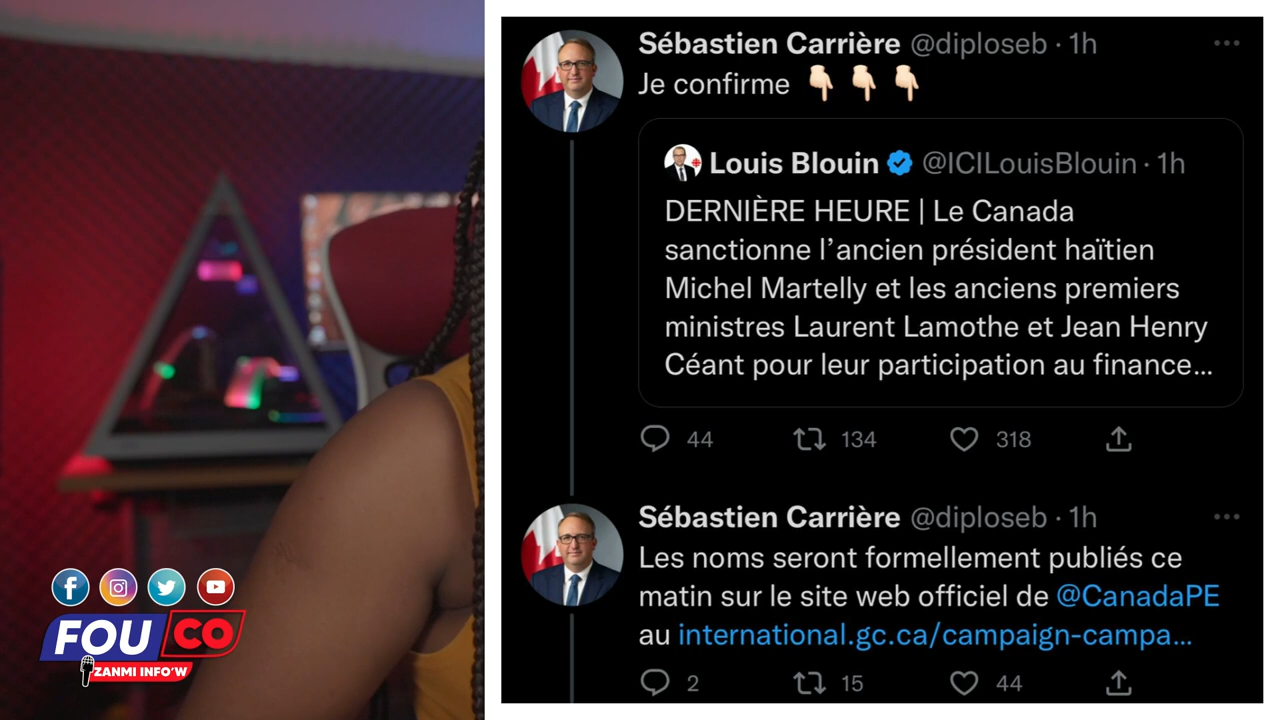 Sébastien Carrière @diploseb · 1h
Je confirme 👇🏻👇🏻👇🏻
Louis Blouin @ICILouisBlouin · 1h
DERNIÈRE HEURE | Le Canada
sanctionne l’ancien président haïtien
Michel Martelly et les anciens premiers
ministres Laurent Lamothe et Jean Henry
Céant pour leur participation au finance...
44 134 318
Sébastien Carrière @diploseb · 1h
Les noms seront formellement publiés ce
matin sur le site web officiel de @CanadaPE
au international.gc.ca/campaign-campa...
2 15 44
FOU CO
ZANMI INFO'W